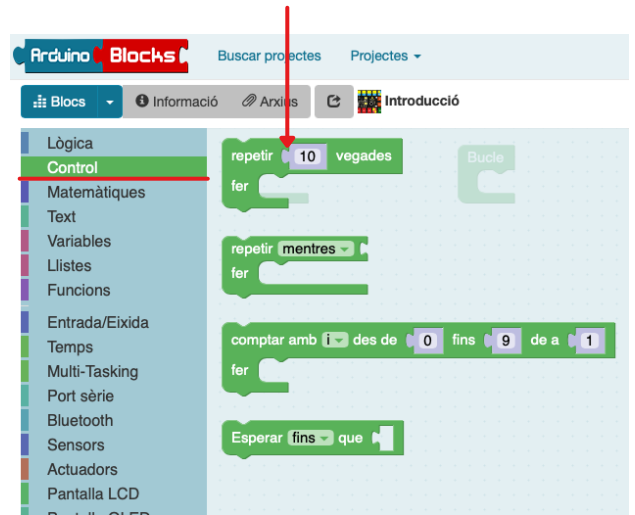 Arduino Blocks
Buscar projectes
Projectes
Blocs
Informació
Arxius
Introducció
Lògica
Control
Matemàtiques
Text
Variables
Llistes
Funcions
Entrada/Eixida
Temps
Multi-Tasking
Port sèrie
Bluetooth
Sensors
Actuadors
Pantalla LCD
repetir 10 vegades
fer
Bucle
repetir mentres
fer
comptar amb i des de 0 fins 9 de a 1
fer
Esperar fins que